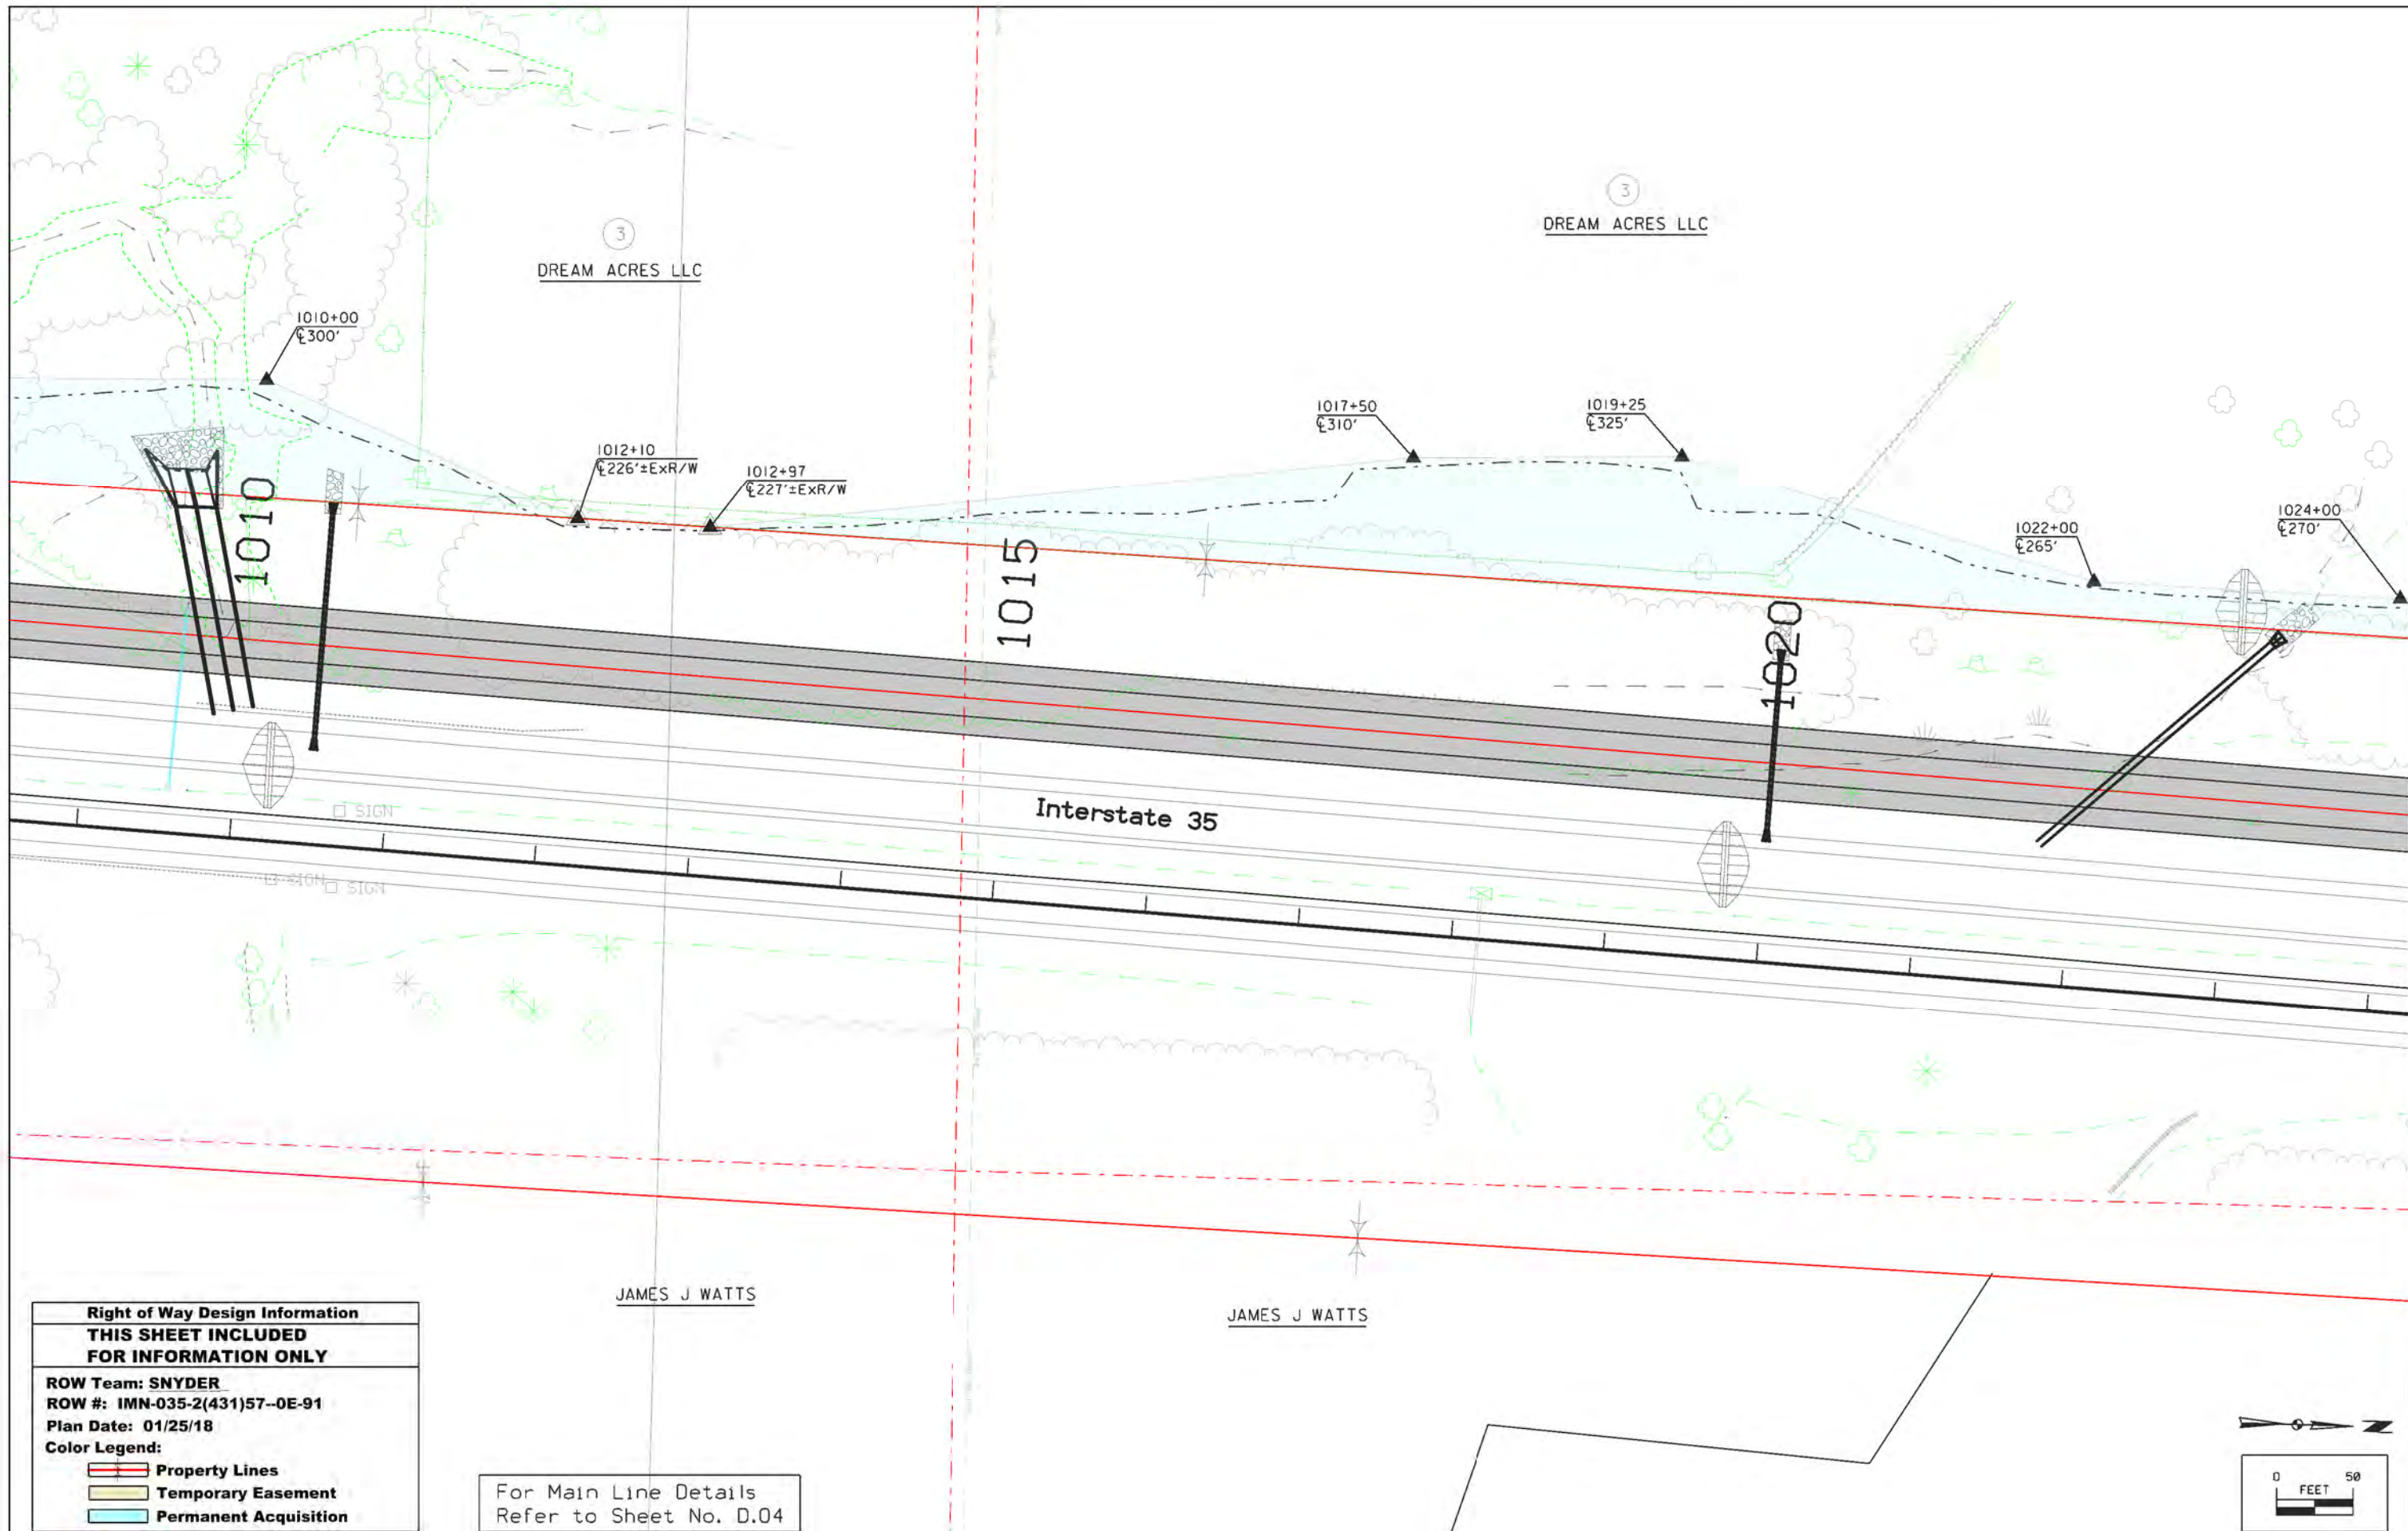 3
DREAM ACRES LLC
3
DREAM ACRES LLC
1010+00
℄300'
1012+10
℄226'±ExR/W
1012+97
℄227'±ExR/W
1017+50
℄310'
1019+25
℄325'
1022+00
℄265'
1024+00
℄270'
1010
1015
1020
Interstate 35
SIGN
SIGN
SIGN
JAMES J WATTS
JAMES J WATTS
Right of Way Design Information
THIS SHEET INCLUDED
FOR INFORMATION ONLY
ROW Team: SNYDER
ROW #: IMN-035-2(431)57--0E-91
Plan Date: 01/25/18
Color Legend:
Property Lines
Temporary Easement
Permanent Acquisition
For Main Line Details
Refer to Sheet No. D.04
N
0 50
FEET